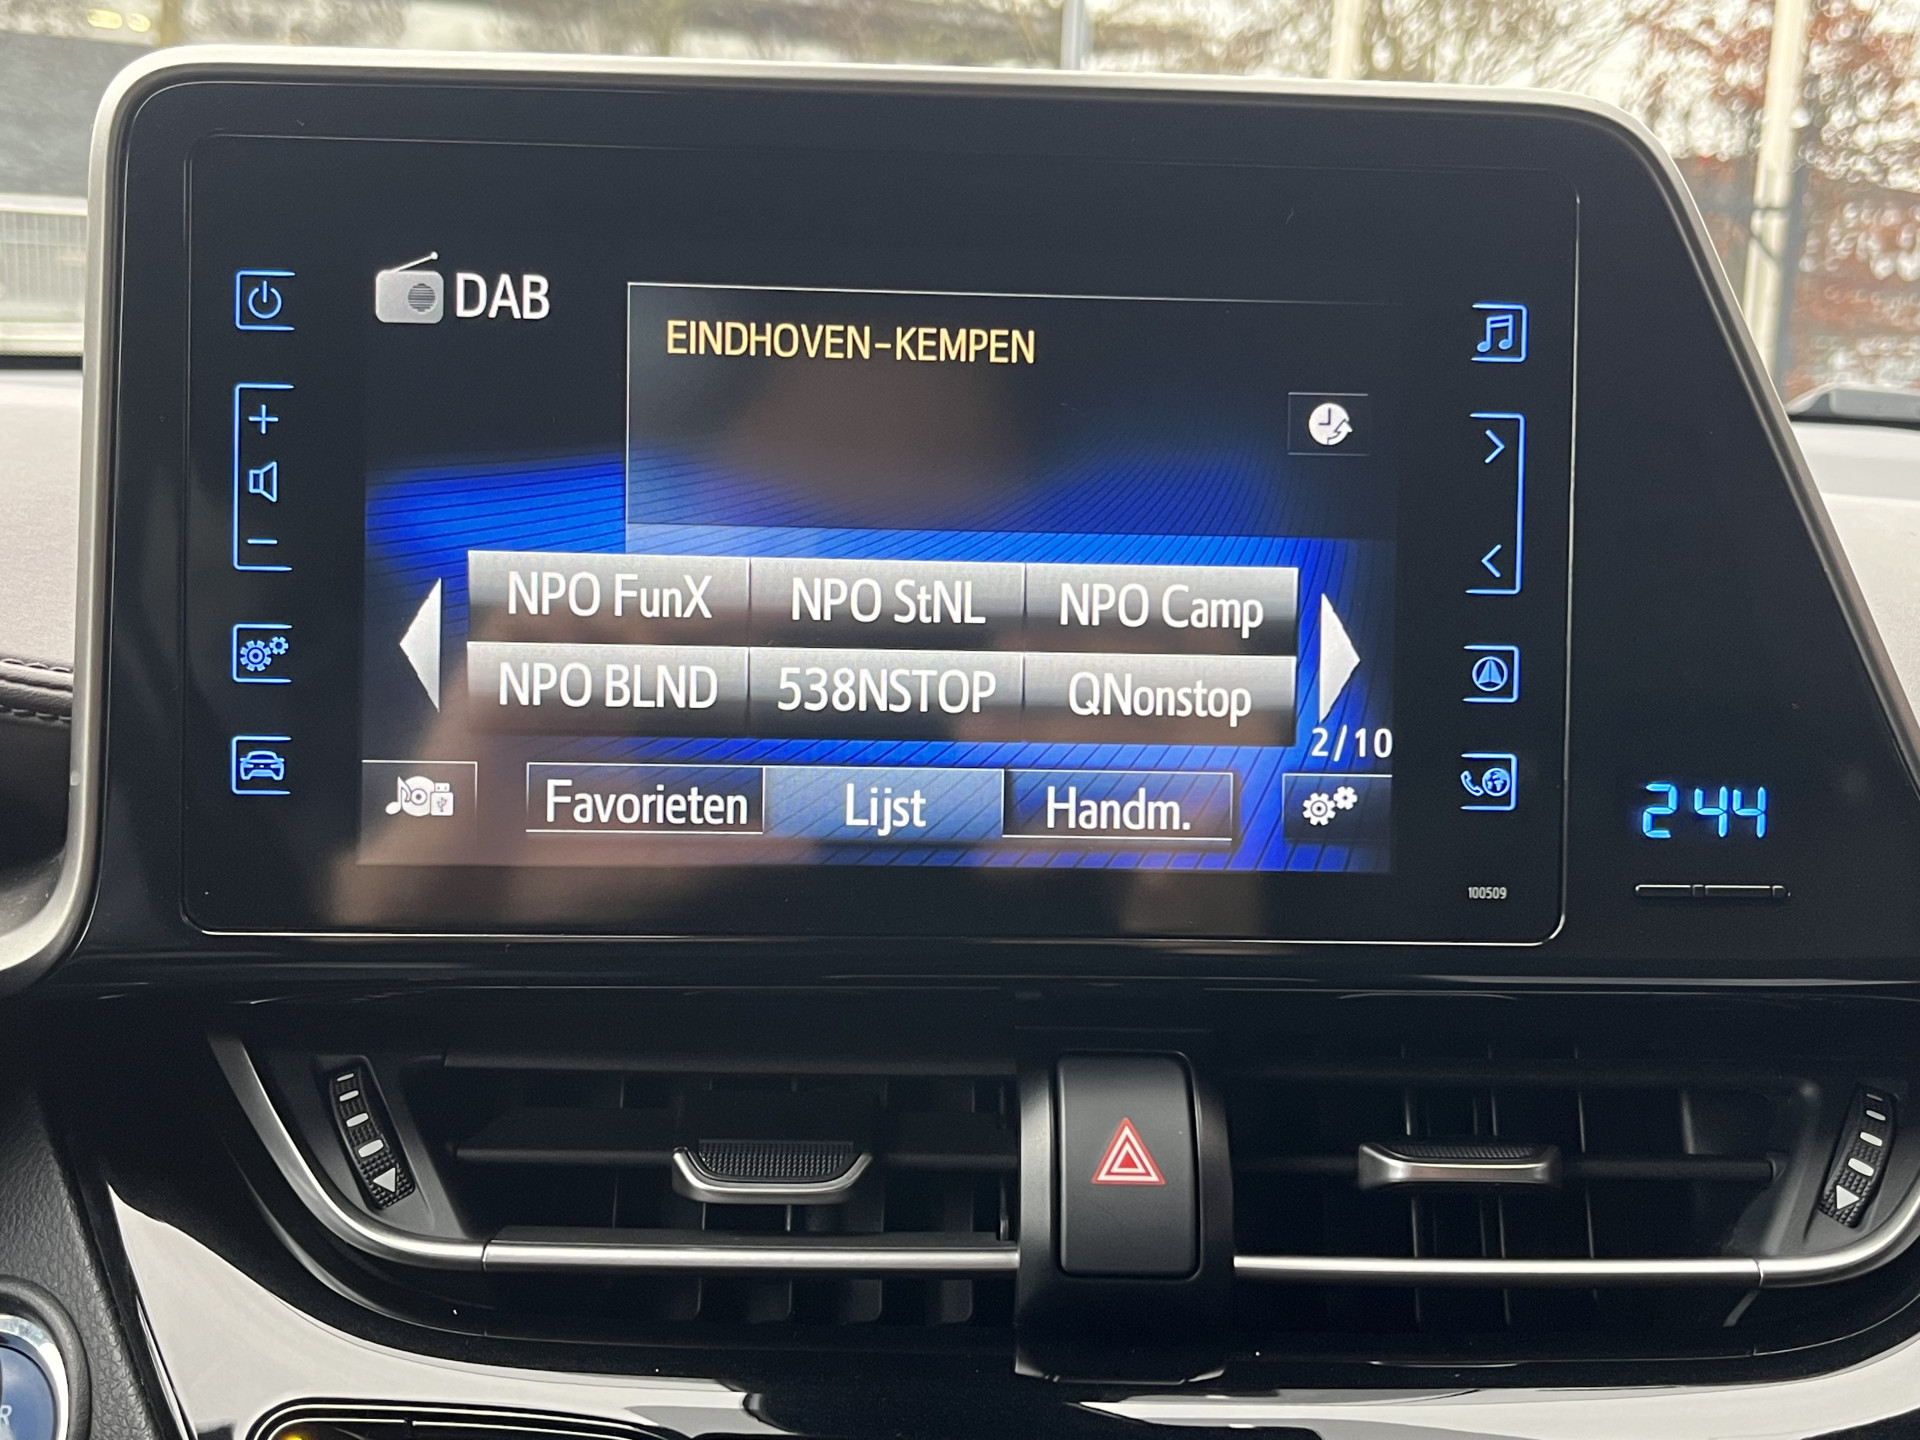 DAB
EINDHOVEN-KEMPEN
NPO FunX NPO StNL NPO Camp
NPO BLND 538NSTOP QNonstop
2/10
Favorieten Lijst Handm.
100509
2 44
R